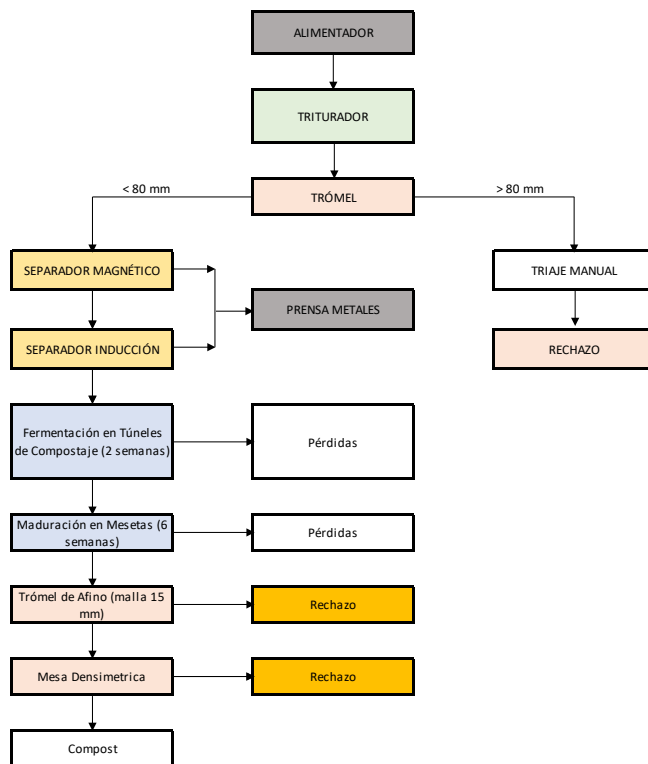 ALIMENTADOR
TRITURADOR
< 80 mm
TRÓMEL
> 80 mm
SEPARADOR MAGNÉTICO
TRIAJE MANUAL
PRENSA METALES
SEPARADOR INDUCCIÓN
RECHAZO
Fermentación en Túneles
de Compostaje (2 semanas)
Pérdidas
Maduración en Mesetas (6
semanas)
Pérdidas
Trómel de Afino (malla 15
mm)
Rechazo
Mesa Densimetrica
Rechazo
Compost